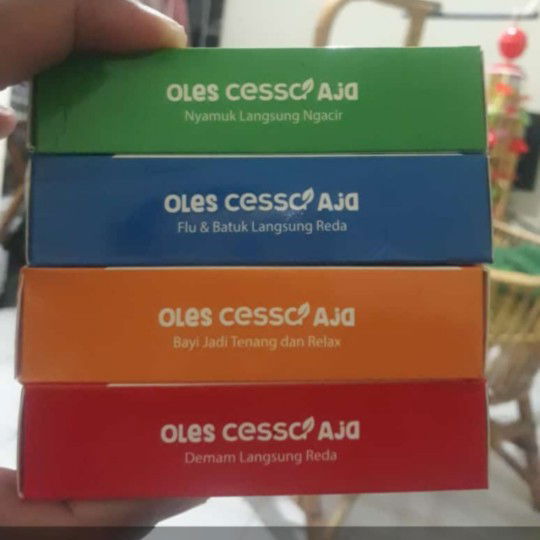 OLES CESSA AJA
Nyamuk Langsung Ngacir
OLES CESSA AJA
Flu & Batuk Langsung Reda
OLES CESSA AJA
Bayi Jadi Tenang dan Relax
OLES CESSA AJA
Demam Langsung Reda